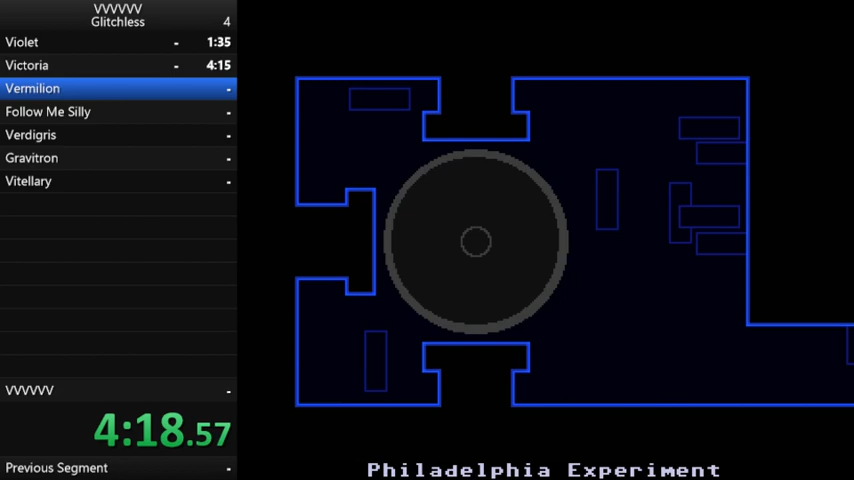 VVVVVV
Glitchless 4
Violet - 1:35
Victoria - 4:15
Vermilion -
Follow Me Silly -
Verdigris -
Gravitron -
Vitellary -
VVVVVV -
4:18.57
Previous Segment -
Philadelphia Experiment